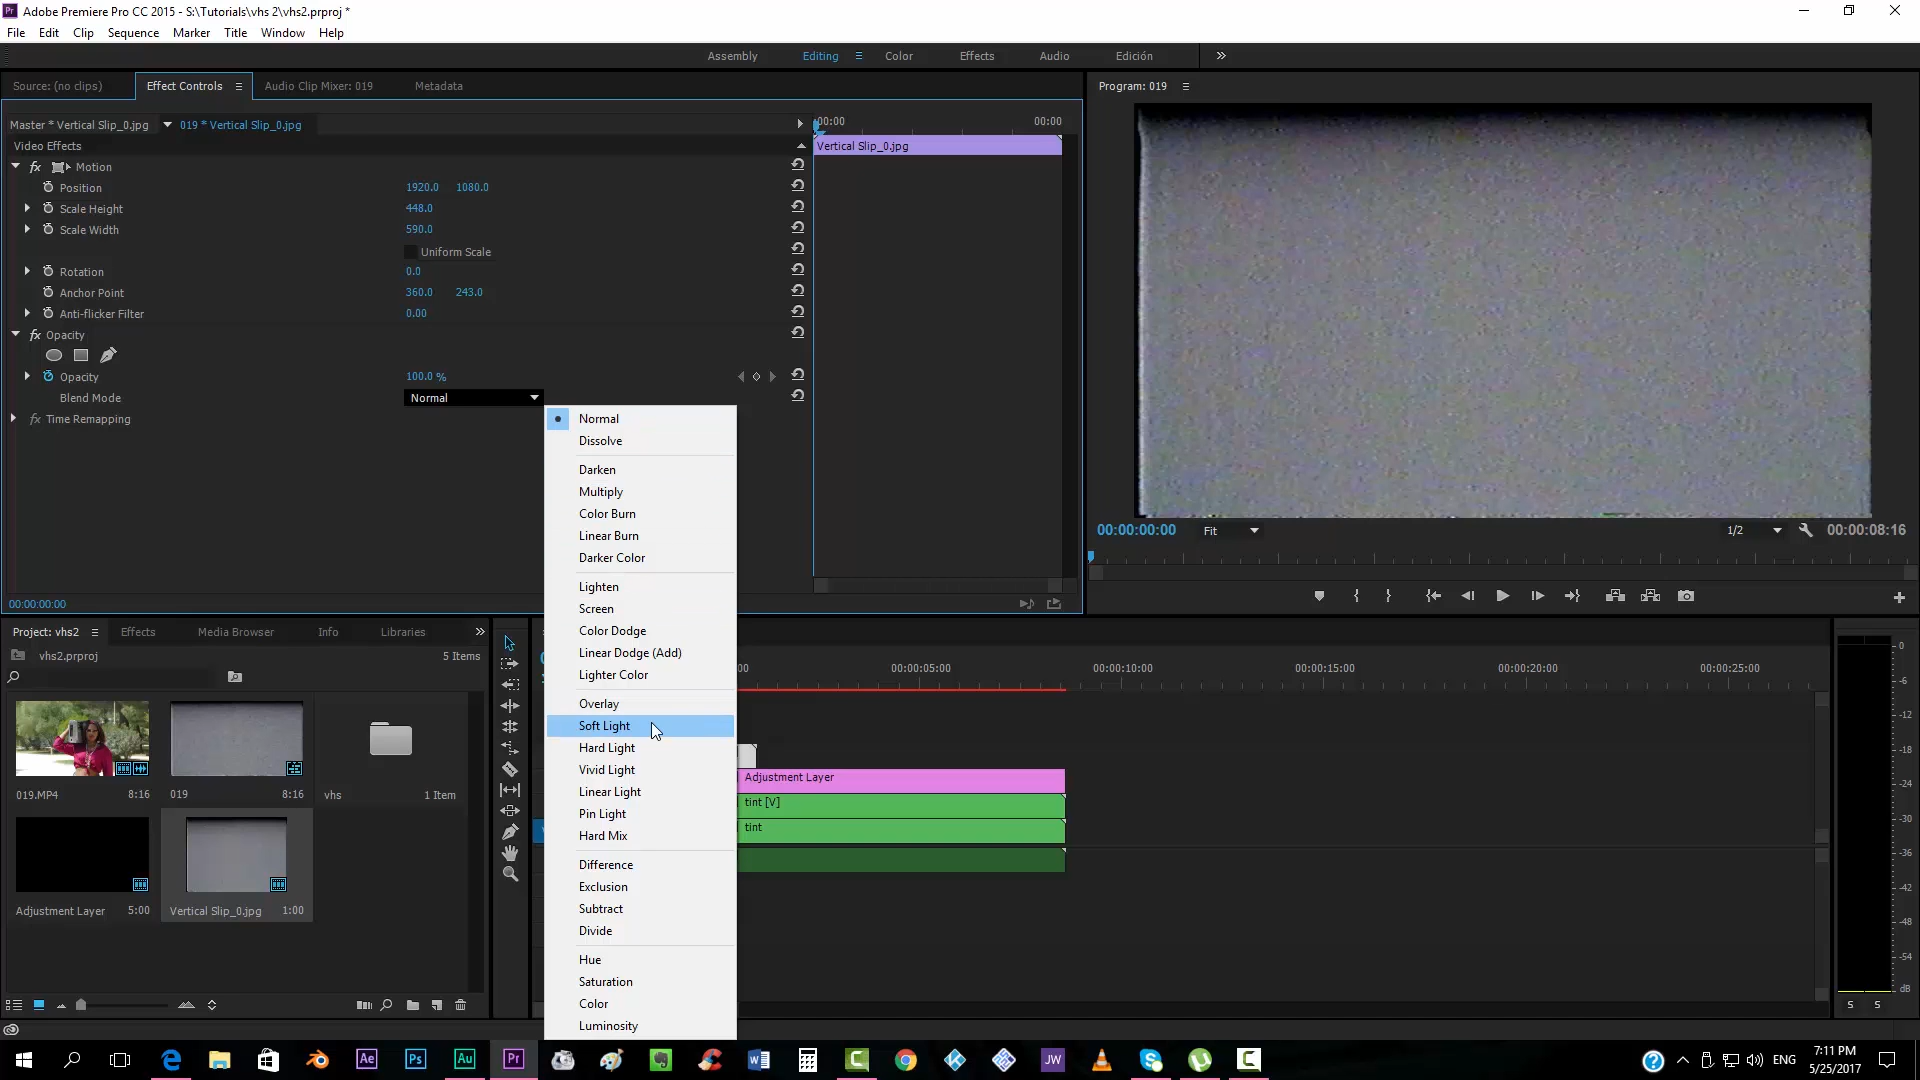 Adobe Premiere Pro CC 2015 - S:\Tutorials\vhs 2\vhs2.prproj *
File Edit Clip Sequence Marker Title Window Help
Assembly Editing Color Effects Audio Edición
Source: (no clips) Effect Controls Audio Clip Mixer: 019 Metadata
Program: 019
Master * Vertical Slip_0.jpg 019 * Vertical Slip_0.jpg
:00:00 00:00
Video Effects
Vertical Slip_0.jpg
fx Motion
Position 1920.0 1080.0
Scale Height 448.0
Scale Width 590.0
Uniform Scale
Rotation 0.0
Anchor Point 360.0 243.0
Anti-flicker Filter 0.00
fx Opacity
Opacity 100.0 %
Blend Mode Normal
fx Time Remapping
Normal
Dissolve
Darken
Multiply
Color Burn
Linear Burn
Darker Color
Lighten
Screen
Color Dodge
Linear Dodge (Add)
Lighter Color
Overlay
Soft Light
Hard Light
Vivid Light
Linear Light
Pin Light
Hard Mix
Difference
Exclusion
Subtract
Divide
Hue
Saturation
Color
Luminosity
00:00:00:00 Fit 1/2 00:00:08:16
00:00:00:00
Project: vhs2 Effects Media Browser Info Libraries
vhs2.prproj 5 Items
019.MP4 8:16 019 8:16 vhs 1 Item
Adjustment Layer 5:00 Vertical Slip_0.jpg 1:00
00 00:00:05:00 00:00:10:00 00:00:15:00 00:00:20:00 00:00:25:00
Adjustment Layer
tint [V]
tint
0
-6
-12
-18
-24
-30
-36
-42
-48
-54
dB
S S
Ae Ps Au Pr JW
ENG
7:11 PM
5/25/2017